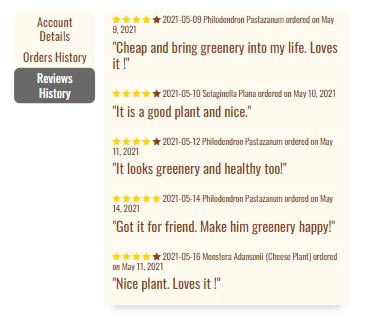 Account
Details
Orders History
Reviews
History
2021-05-09 Philodendron Pastazanum ordered on May
9, 2021
"Cheap and bring greenery into my life. Loves
it !"
2021-05-10 Selaginella Plana ordered on May 10, 2021
"It is a good plant and nice."
2021-05-12 Philodendron Pastazanum ordered on May
11, 2021
"It looks greenery and healthy too!"
2021-05-14 Philodendron Pastazanum ordered on May
14, 2021
"Got it for friend. Make him greenery happy!"
2021-05-16 Monstera Adansonii (Cheese Plant) ordered
on May 11, 2021
"Nice plant. Loves it !"